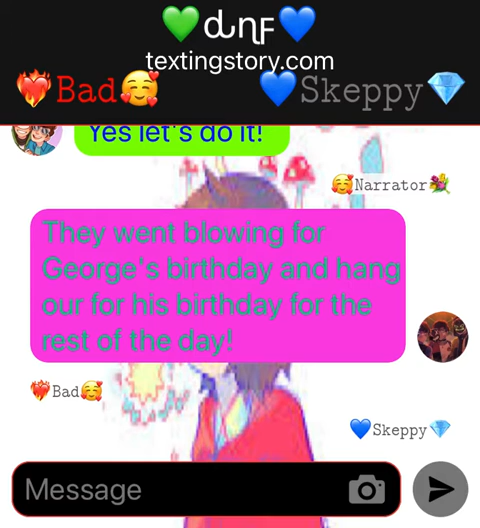 💚ԃɳϝ💙
textingstory.com
❤️‍🔥Bad🥰
💙Skeppy💎
Yes let's do it!
🥰Narrator💐
They went blowing for
George's birthday and hang
our for his birthday for the
rest of the day!
❤️‍🔥Bad🥰
💙Skeppy💎
Message